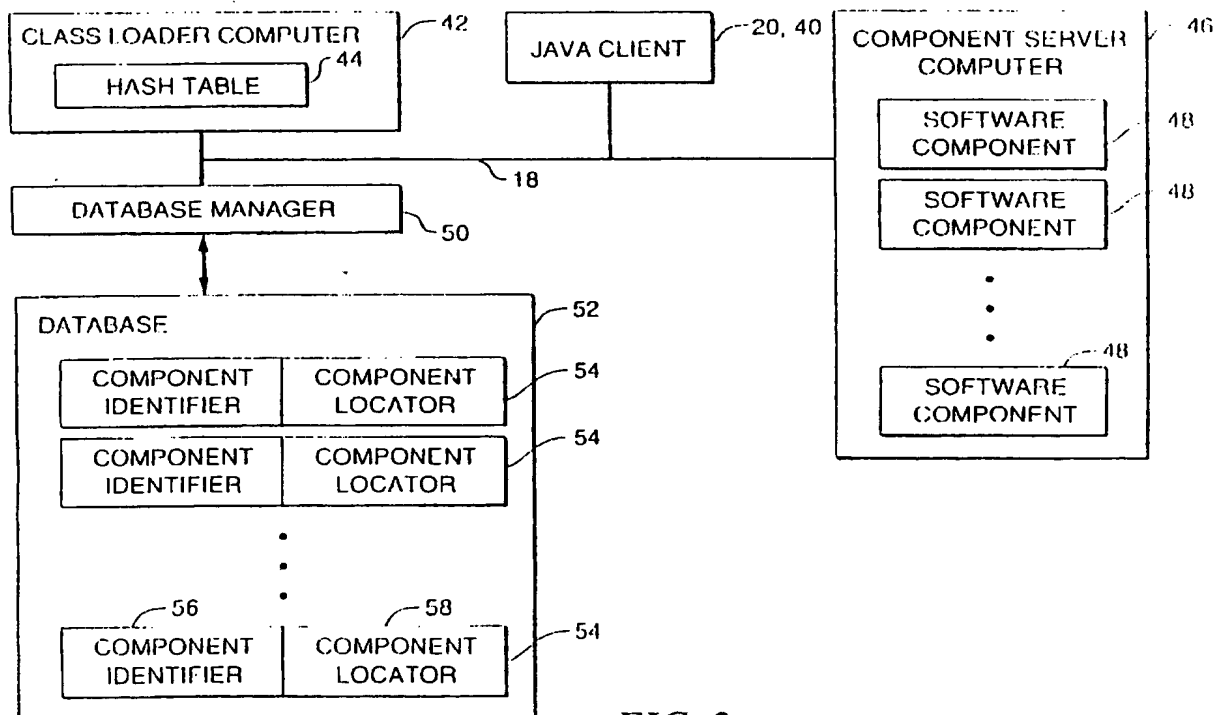 CLASS LOADER COMPUTER
42
44
HASH TABLE
JAVA CLIENT
20, 40
COMPONENT SERVER
COMPUTER
46
SOFTWARE
COMPONENT
48
SOFTWARE
COMPONENT
48
SOFTWARE
COMPONENT
48
18
DATABASE MANAGER
50
DATABASE
52
COMPONENT
IDENTIFIER
COMPONENT
LOCATOR
54
COMPONENT
IDENTIFIER
COMPONENT
LOCATOR
54
56
58
COMPONENT
IDENTIFIER
COMPONENT
LOCATOR
54